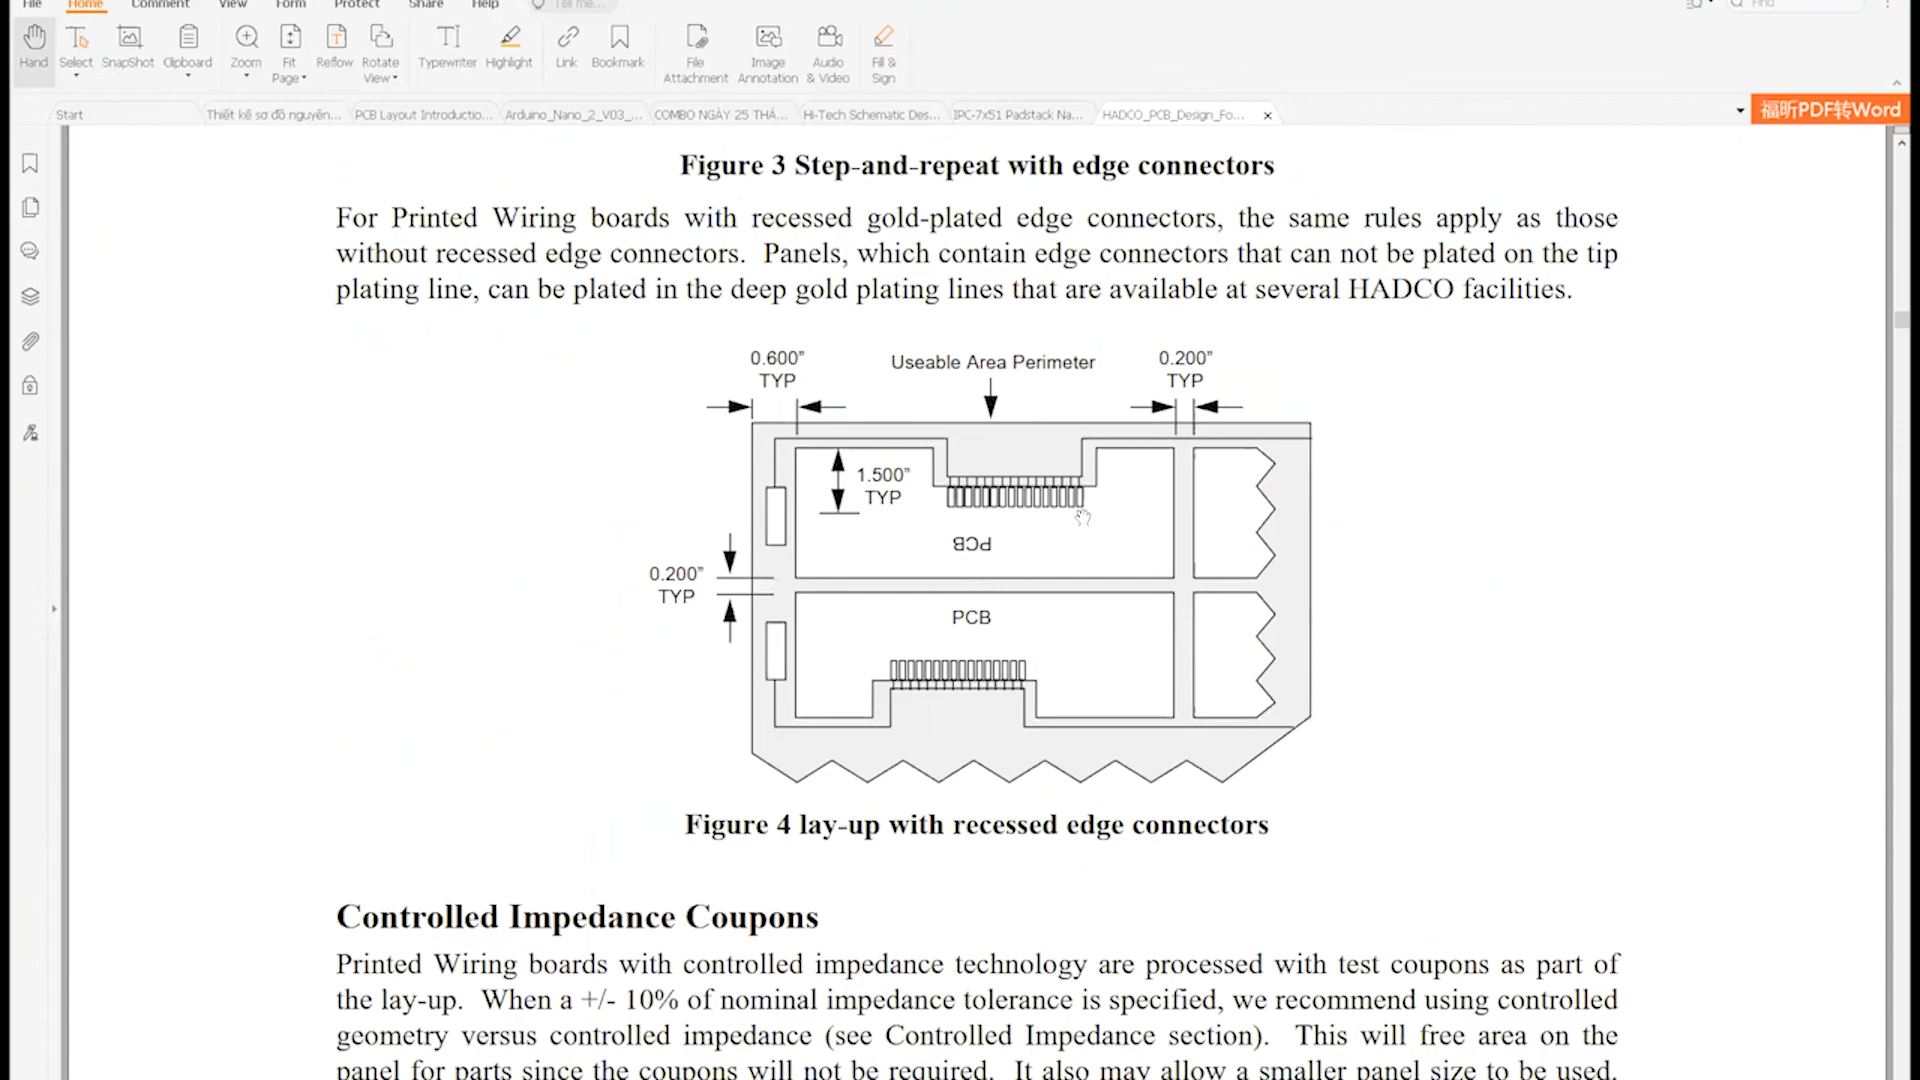 File Home Comment View Form Protect Share Help Tell me... Find
Hand Select SnapShot Clipboard Zoom Fit Page Reflow Rotate View Typewriter Highlight Link Bookmark File Attachment Image Annotation Audio & Video Fill & Sign
Start Thiết kế sơ đồ nguyên... PCB Layout Introductio... Arduino_Nano_2_V03_... COMBO NGÀY 25 THÁ... Hi-Tech Schematic Des... IPC-7x51 Padstack Na... HADCO_PCB_Design_Fo... 福昕PDF转Word
Figure 3 Step-and-repeat with edge connectors
For Printed Wiring boards with recessed gold-plated edge connectors, the same rules apply as those
without recessed edge connectors. Panels, which contain edge connectors that can not be plated on the tip
plating line, can be plated in the deep gold plating lines that are available at several HADCO facilities.
0.600” TYP
Useable Area Perimeter
0.200” TYP
1.500” TYP
PCB
0.200” TYP
PCB
Figure 4 lay-up with recessed edge connectors
Controlled Impedance Coupons
Printed Wiring boards with controlled impedance technology are processed with test coupons as part of
the lay-up. When a +/- 10% of nominal impedance tolerance is specified, we recommend using controlled
geometry versus controlled impedance (see Controlled Impedance section). This will free area on the
panel for parts since the coupons will not be required. It also may allow a smaller panel size to be used.